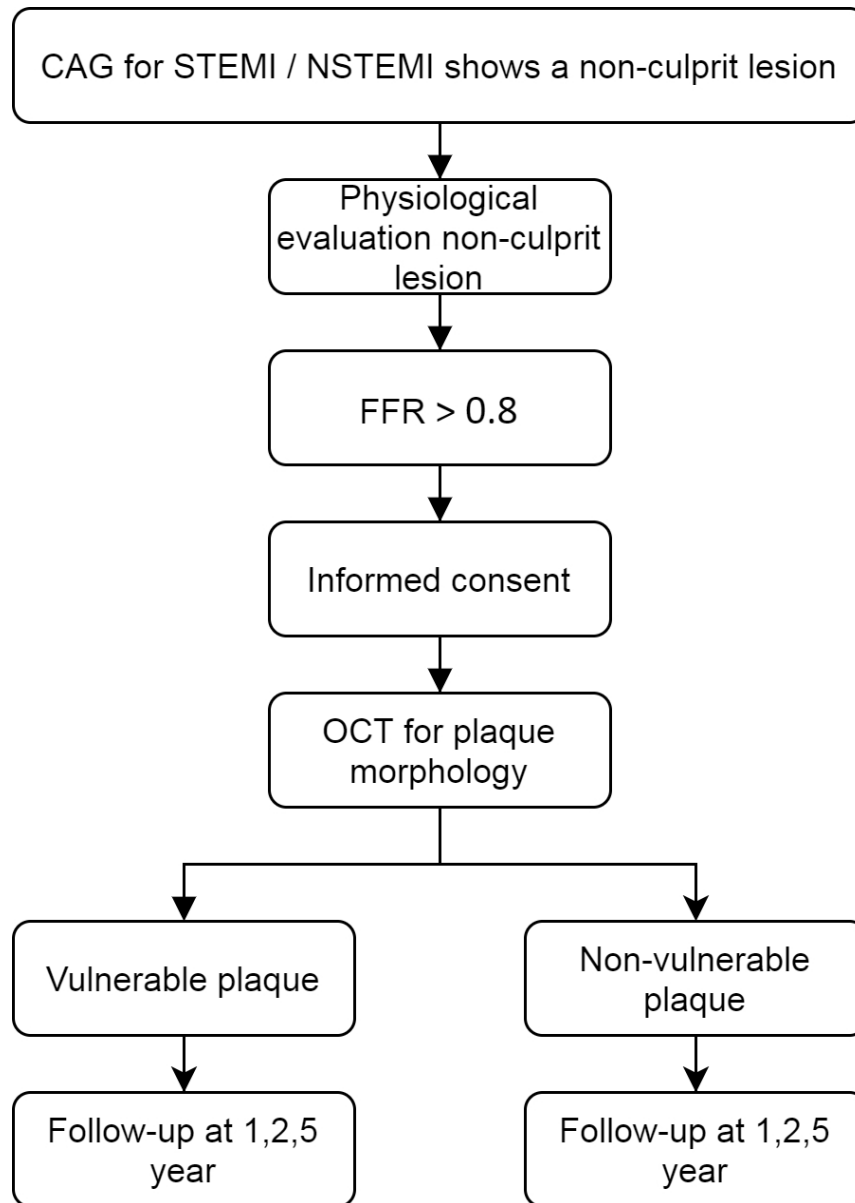 CAG for STEMI / NSTEMI shows a non-culprit lesion
Physiological
evaluation non-culprit
lesion
FFR > 0.8
Informed consent
OCT for plaque
morphology
Vulnerable plaque
Non-vulnerable
plaque
Follow-up at 1,2,5
year
Follow-up at 1,2,5
year